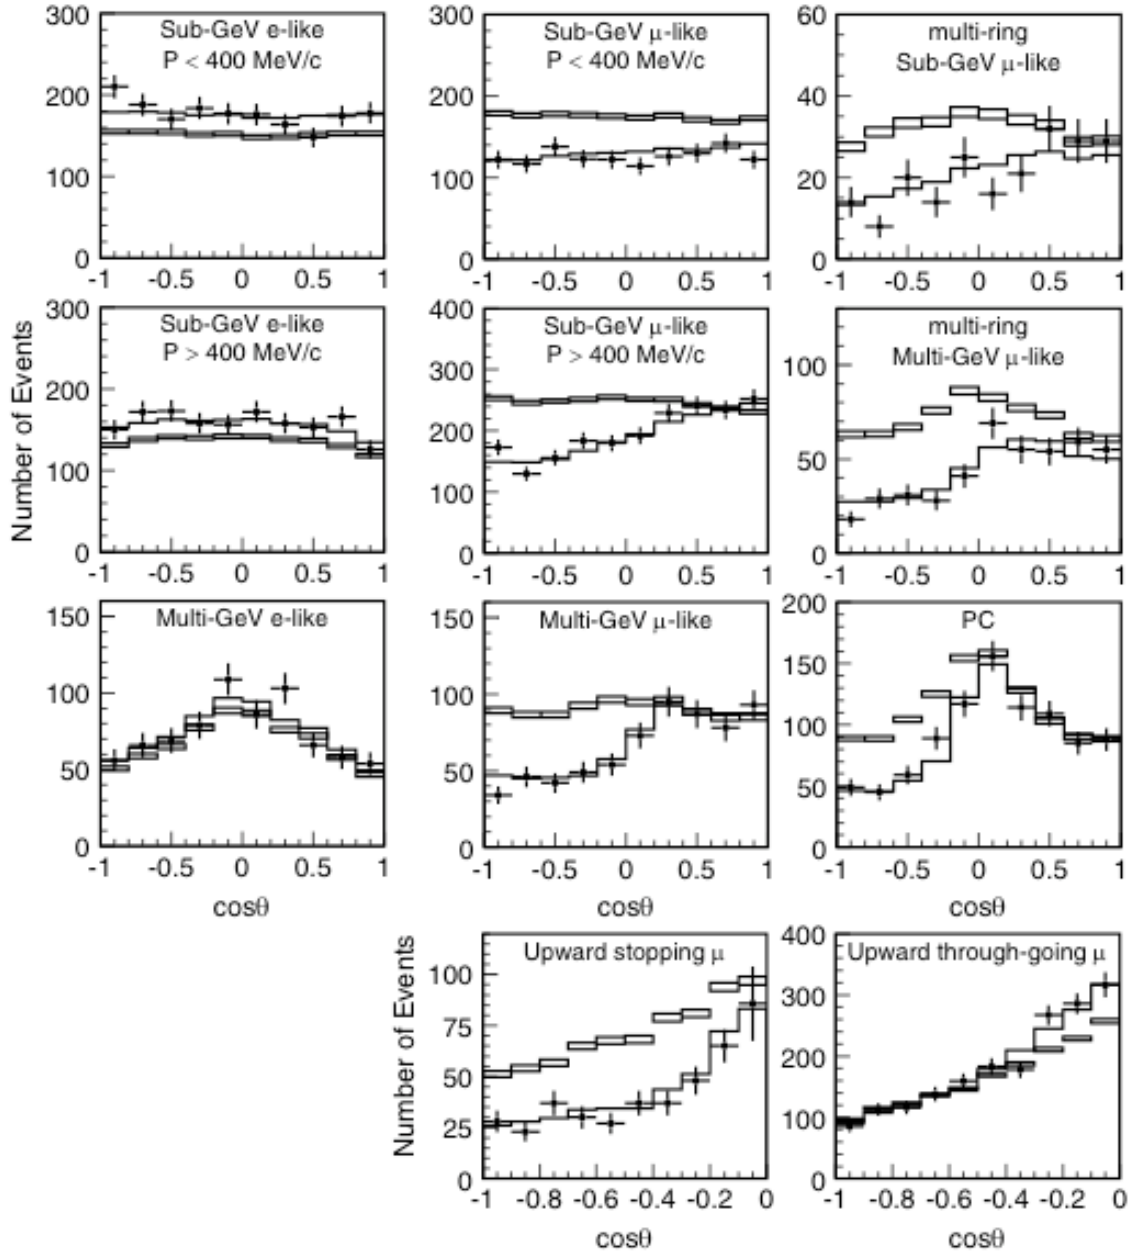 300
200
100
0
Sub-GeV e-like
P < 400 MeV/c
-1 -0.5 0 0.5 1
300
200
100
0
Sub-GeV μ-like
P < 400 MeV/c
-1 -0.5 0 0.5 1
60
40
20
0
multi-ring
Sub-GeV μ-like
-1 -0.5 0 0.5 1
Number of Events
300
200
100
0
Sub-GeV e-like
P > 400 MeV/c
-1 -0.5 0 0.5 1
400
300
200
100
0
Sub-GeV μ-like
P > 400 MeV/c
-1 -0.5 0 0.5 1
100
50
0
multi-ring
Multi-GeV μ-like
-1 -0.5 0 0.5 1
150
100
50
0
Multi-GeV e-like
-1 -0.5 0 0.5 1
cosθ
150
100
50
0
Multi-GeV μ-like
-1 -0.5 0 0.5 1
cosθ
200
150
100
50
0
PC
-1 -0.5 0 0.5 1
cosθ
Number of Events
100
75
50
25
0
Upward stopping μ
-1 -0.8 -0.6 -0.4 -0.2 0
cosθ
400
300
200
100
0
Upward through-going μ
-1 -0.8 -0.6 -0.4 -0.2 0
cosθ